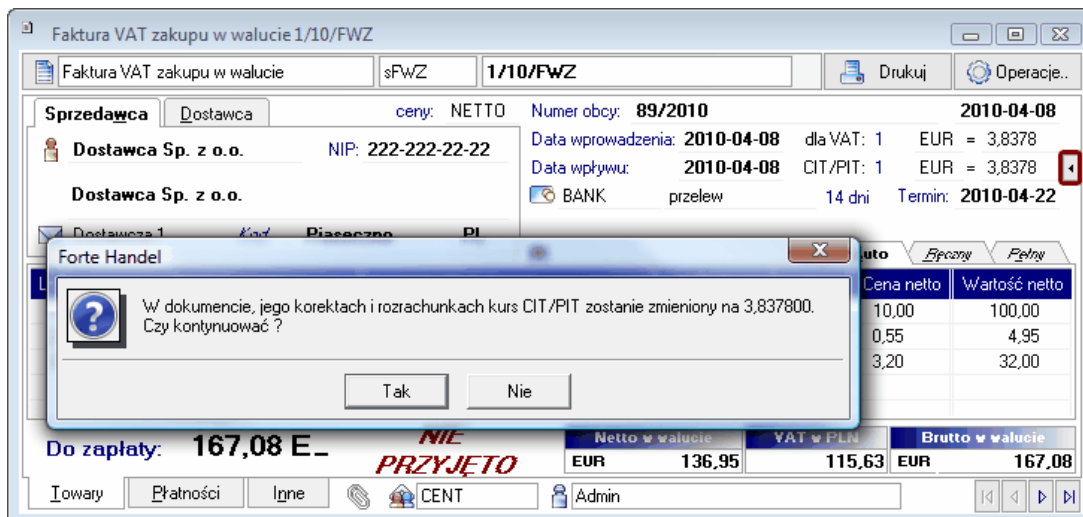 Faktura VAT zakupu w walucie 1/10/FWZ
Faktura VAT zakupu w walucie sFWZ 1/10/FWZ Drukuj Operacje..
Sprzedawca Dostawca ceny: NETTO Numer obcy: 89/2010 2010-04-08
Dostawca Sp. z o.o. NIP: 222-222-22-22 Data wprowadzenia: 2010-04-08 dla VAT: 1 EUR = 3,8378
Data wpływu: 2010-04-08 CIT/PIT: 1 EUR = 3,8378
Dostawca Sp. z o.o. BANK przelew 14 dni Termin: 2010-04-22
Dostawcza 1 Kod Piaseczno PL
Forte Handel
uto Ręczny Pełny
Cena netto Wartość netto
W dokumencie, jego korektach i rozrachunkach kurs CIT/PIT zostanie zmieniony na 3,837800. 10,00 100,00
Czy kontynuować ? 0,55 4,95
3,20 32,00
Tak Nie
Do zapłaty: 167,08 E_ NIE PRZYJĘTO Netto w walucie VAT w PLN Brutto w walucie
EUR 136,95 115,63 EUR 167,08
Towary Płatności Inne CENT Admin